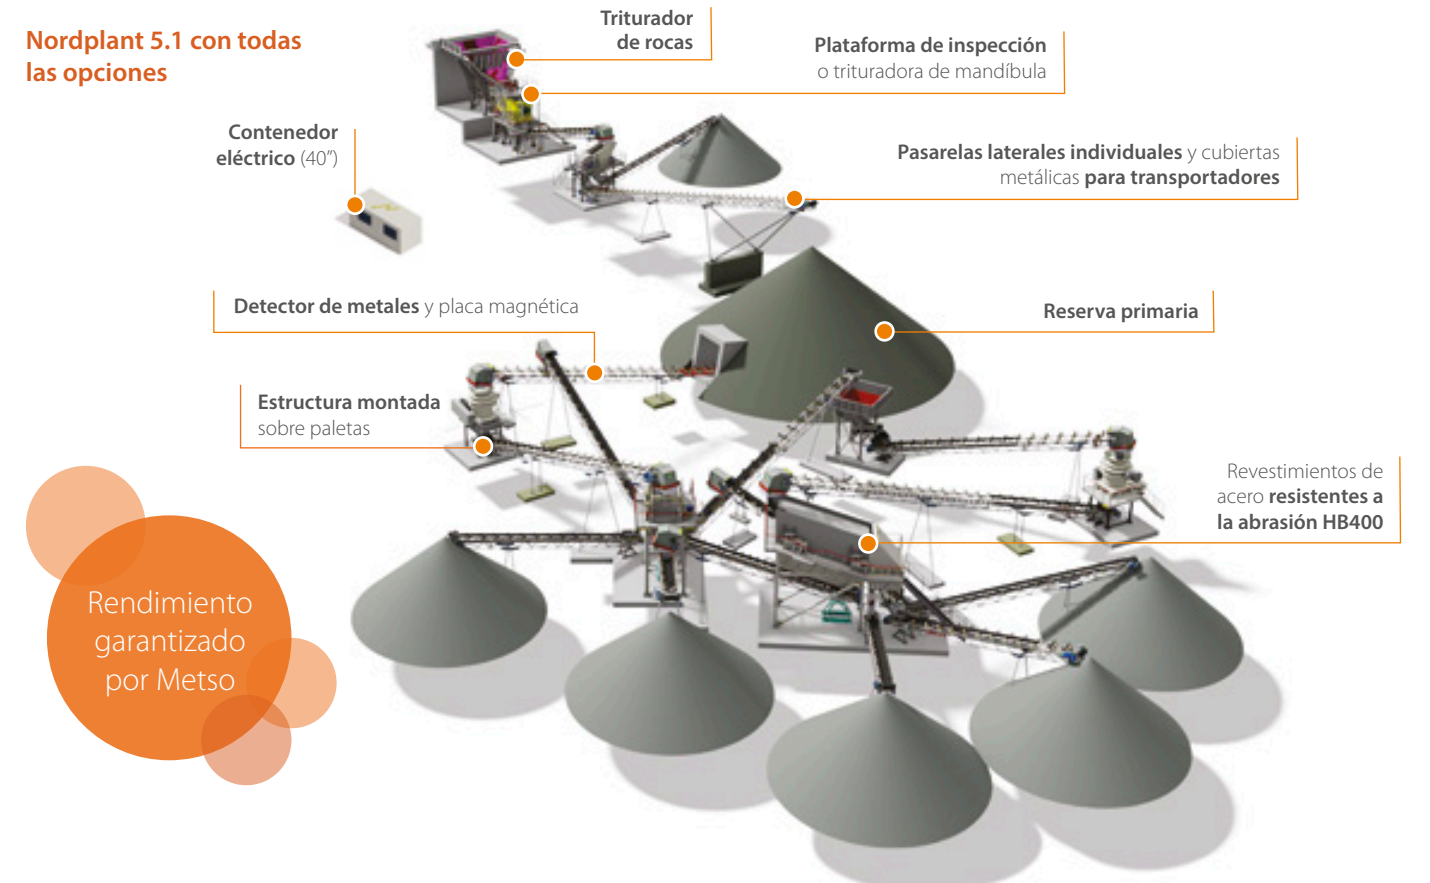 Nordplant 5.1 con todas
las opciones
Triturador
de rocas
Plataforma de inspección
o trituradora de mandíbula
Contenedor
eléctrico (40”)
Pasarelas laterales individuales y cubiertas
metálicas para transportadores
Detector de metales y placa magnética
Reserva primaria
Estructura montada
sobre paletas
Revestimientos de
acero resistentes a
la abrasión HB400
Rendimiento
garantizado
por Metso